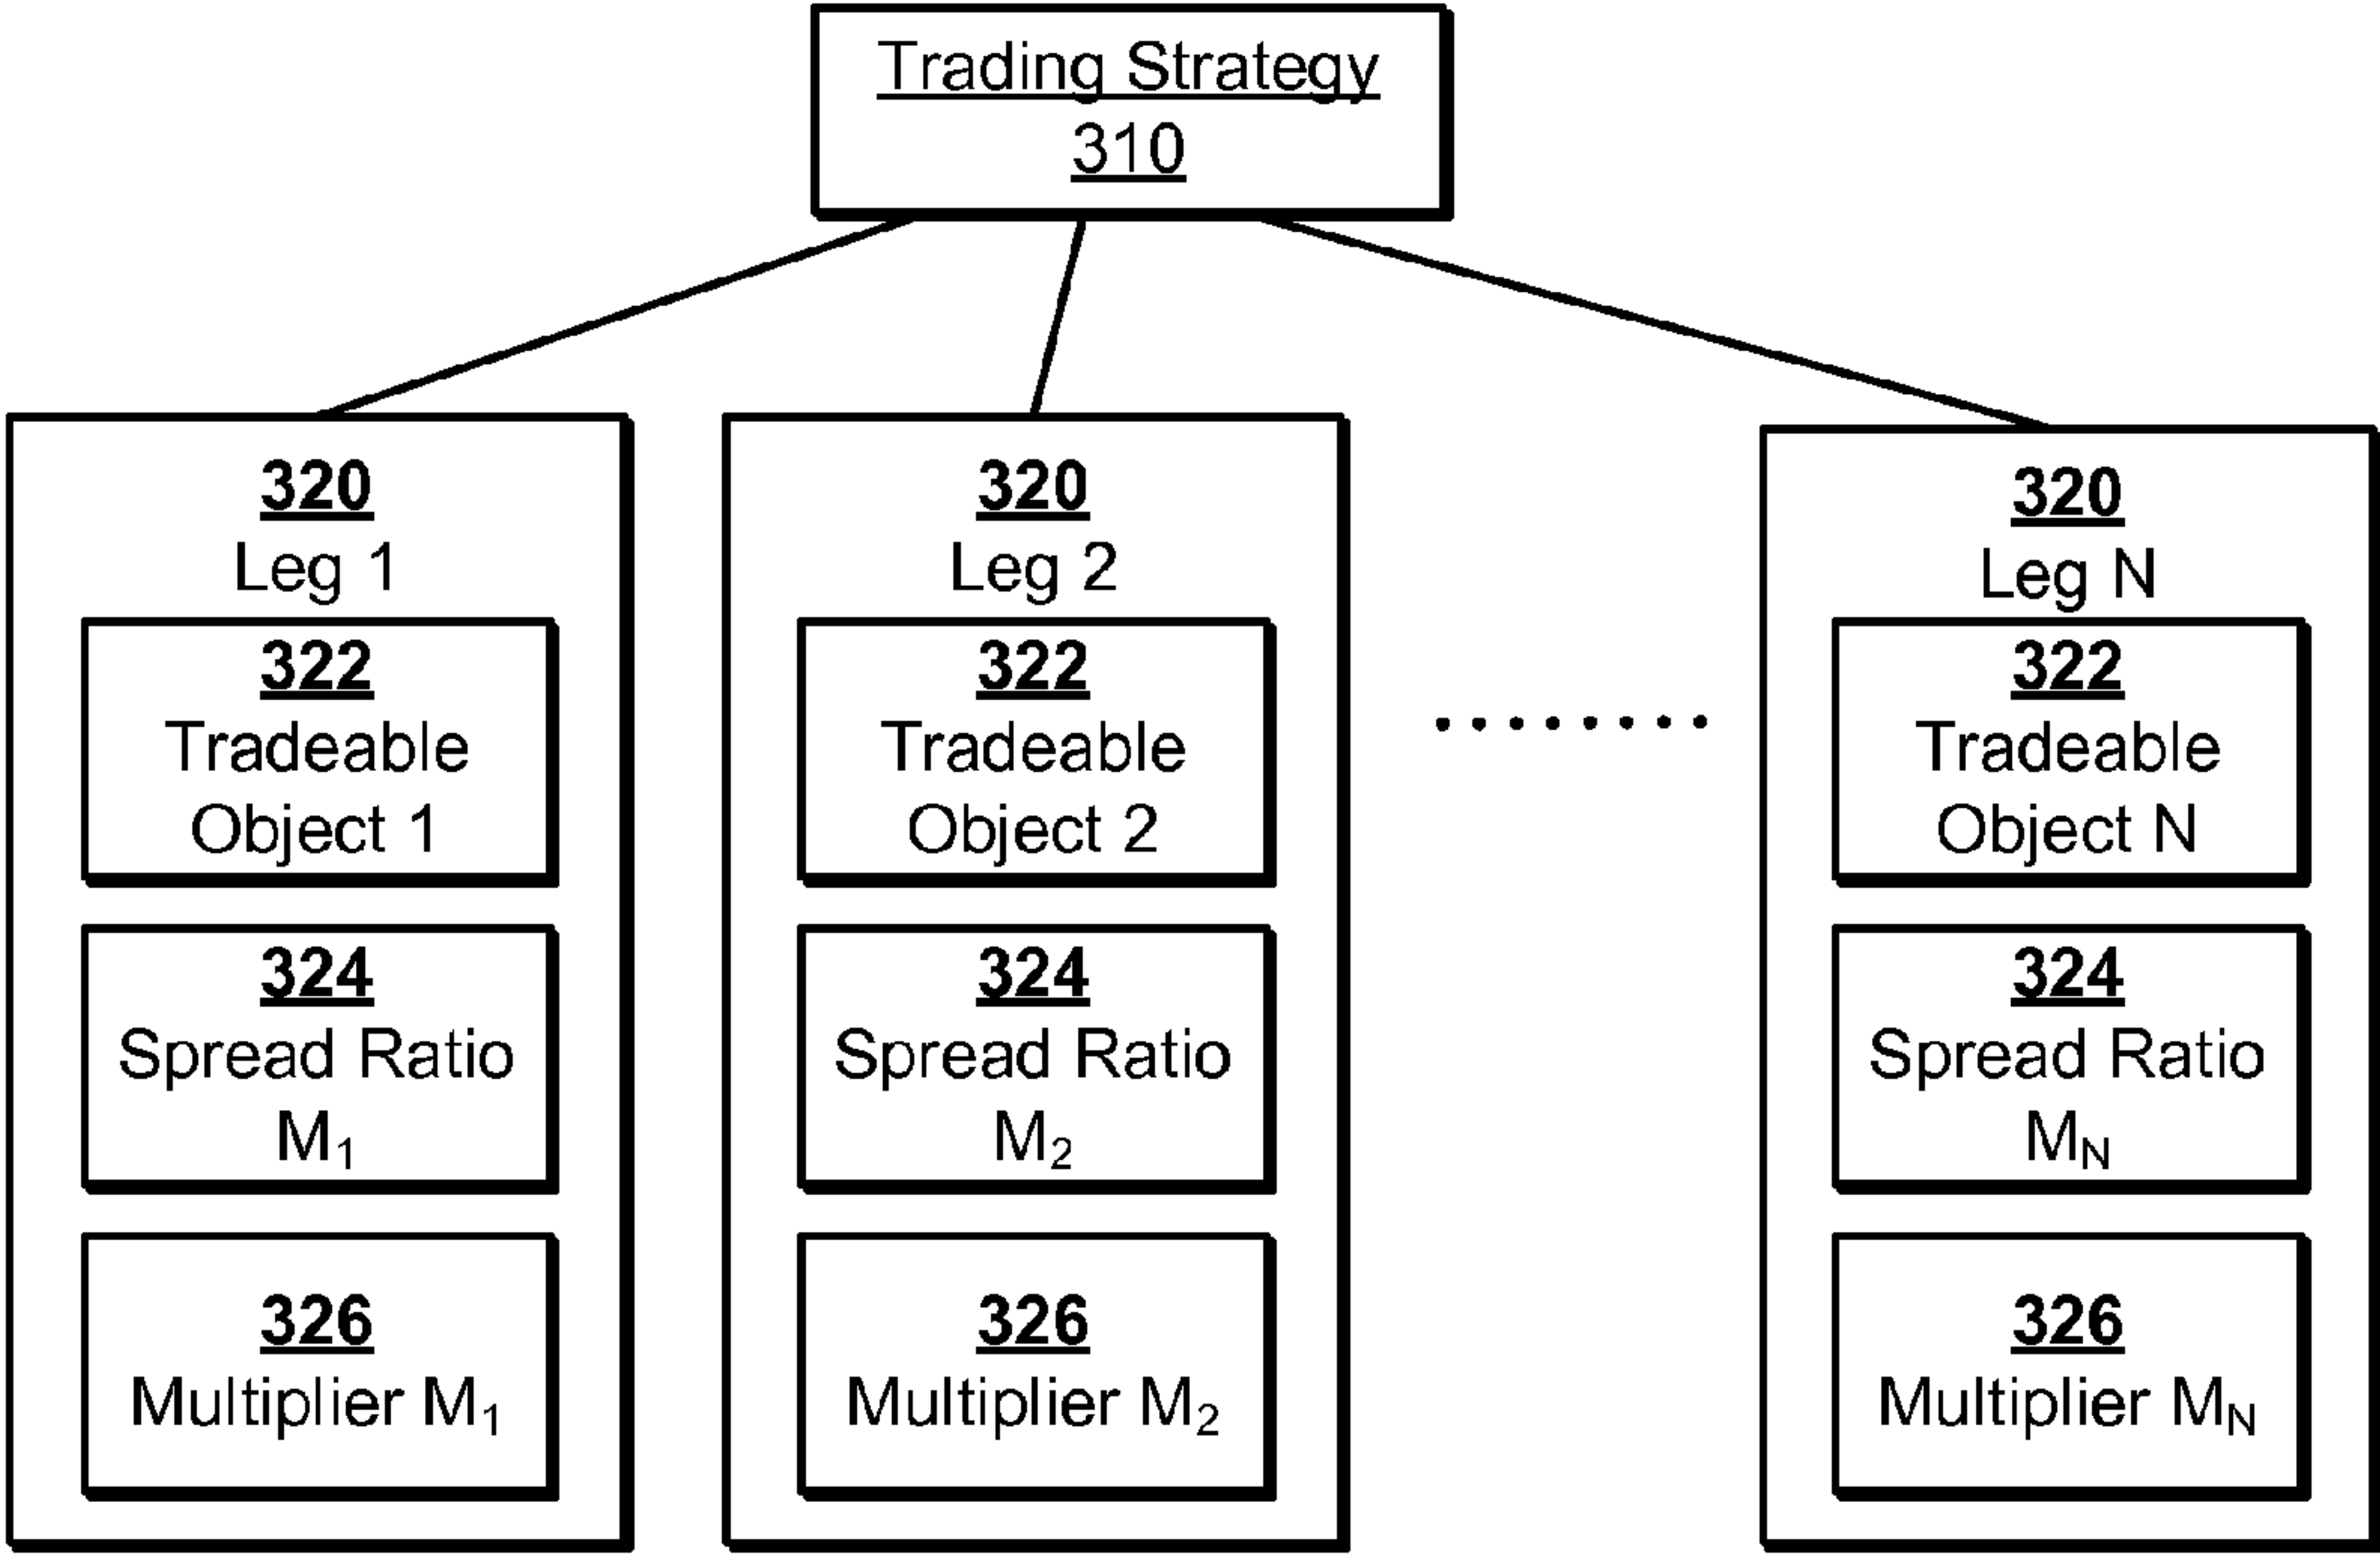 Trading Strategy
310
320
Leg 1
322
Tradeable
Object 1
324
Spread Ratio
M₁
326
Multiplier M₁
320
Leg 2
322
Tradeable
Object 2
324
Spread Ratio
M₂
326
Multiplier M₂
........
320
Leg N
322
Tradeable
Object N
324
Spread Ratio
M_N
326
Multiplier M_N